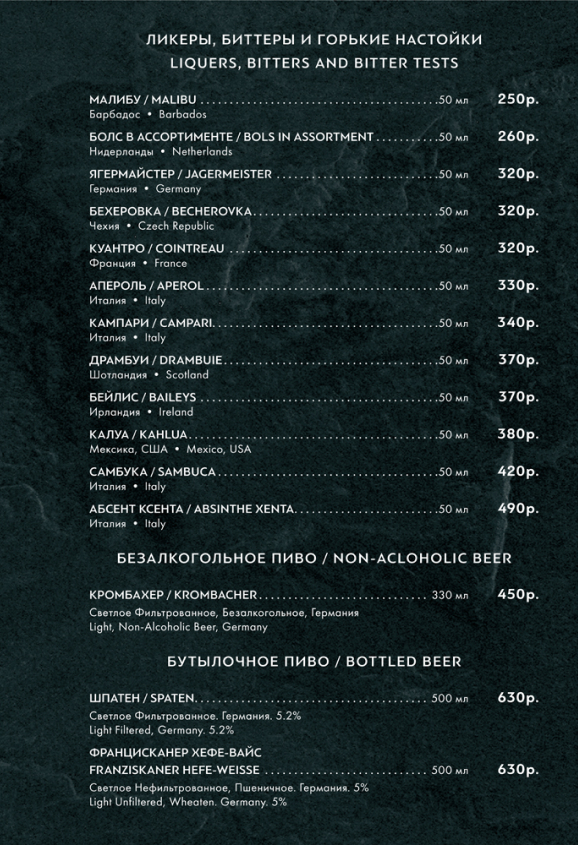 ЛИКЕРЫ, БИТТЕРЫ И ГОРЬКИЕ НАСТОЙКИ
LIQUERS, BITTERS AND BITTER TESTS
МАЛИБУ / MALIBU 50 мл 250р.
Барбадос • Barbados
БОЛС В АССОРТИМЕНТЕ / BOLS IN ASSORTMENT 50 мл 260р.
Нидерланды • Netherlands
ЯГЕРМАЙСТЕР / JAGERMEISTER 50 мл 320р.
Германия • Germany
БЕХЕРОВКА / BECHEROVKA 50 мл 320р.
Чехия • Czech Republic
КУАНТРО / COINTREAU 50 мл 320р.
Франция • France
АПЕРОЛЬ / APEROL 50 мл 330р.
Италия • Italy
КАМПАРИ / CAMPARI 50 мл 340р.
Италия • Italy
ДРАМБУИ / DRAMBUIE 50 мл 370р.
Шотландия • Scotland
БЕЙЛИС / BAILEYS 50 мл 370р.
Ирландия • Ireland
КАЛУА / KAHLUA 50 мл 380р.
Мексика, США • Mexico, USA
САМБУКА / SAMBUCA 50 мл 420р.
Италия • Italy
АБСЕНТ КСЕНТА / ABSINTHE XENTA 50 мл 490р.
Италия • Italy
БЕЗАЛКОГОЛЬНОЕ ПИВО / NON-ACLOHOLIC BEER
КРОМБАХЕР / KROMBACHER 330 мл 450р.
Светлое Фильтрованное, Безалкогольное, Германия
Light, Non-Alcoholic Beer, Germany
БУТЫЛОЧНОЕ ПИВО / BOTTLED BEER
ШПАТЕН / SPATEN 500 мл 630р.
Светлое Фильтрованное. Германия. 5.2%
Light Filtered, Germany. 5.2%
ФРАНЦИСКАНЕР ХЕФЕ-ВАЙС
FRANZISKANER HEFE-WEISSE 500 мл 630р.
Светлое Нефильтрованное, Пшеничное. Германия. 5%
Light Unfiltered, Wheaten. Germany. 5%